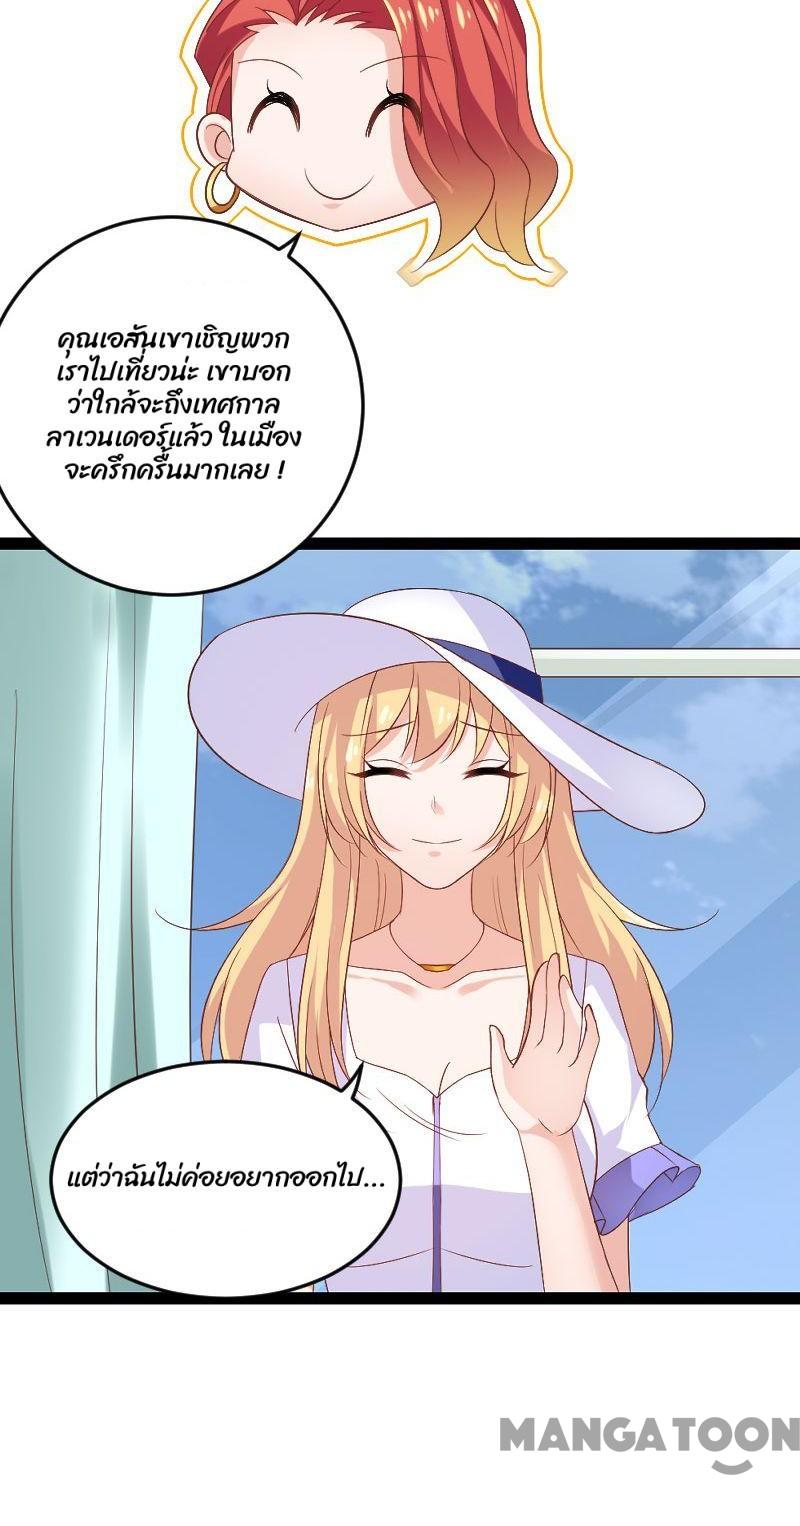 คุณเอสันเขาเชิญพวก
เราไปเที่ยวน่ะ เขาบอก
ว่าใกล้จะถึงเทศกาล
ลาเวนเดอร์แล้ว ในเมือง
จะครึกครื้นมากเลย !
แต่ว่าฉันไม่ค่อยอยากออกไป...
MANGATOON